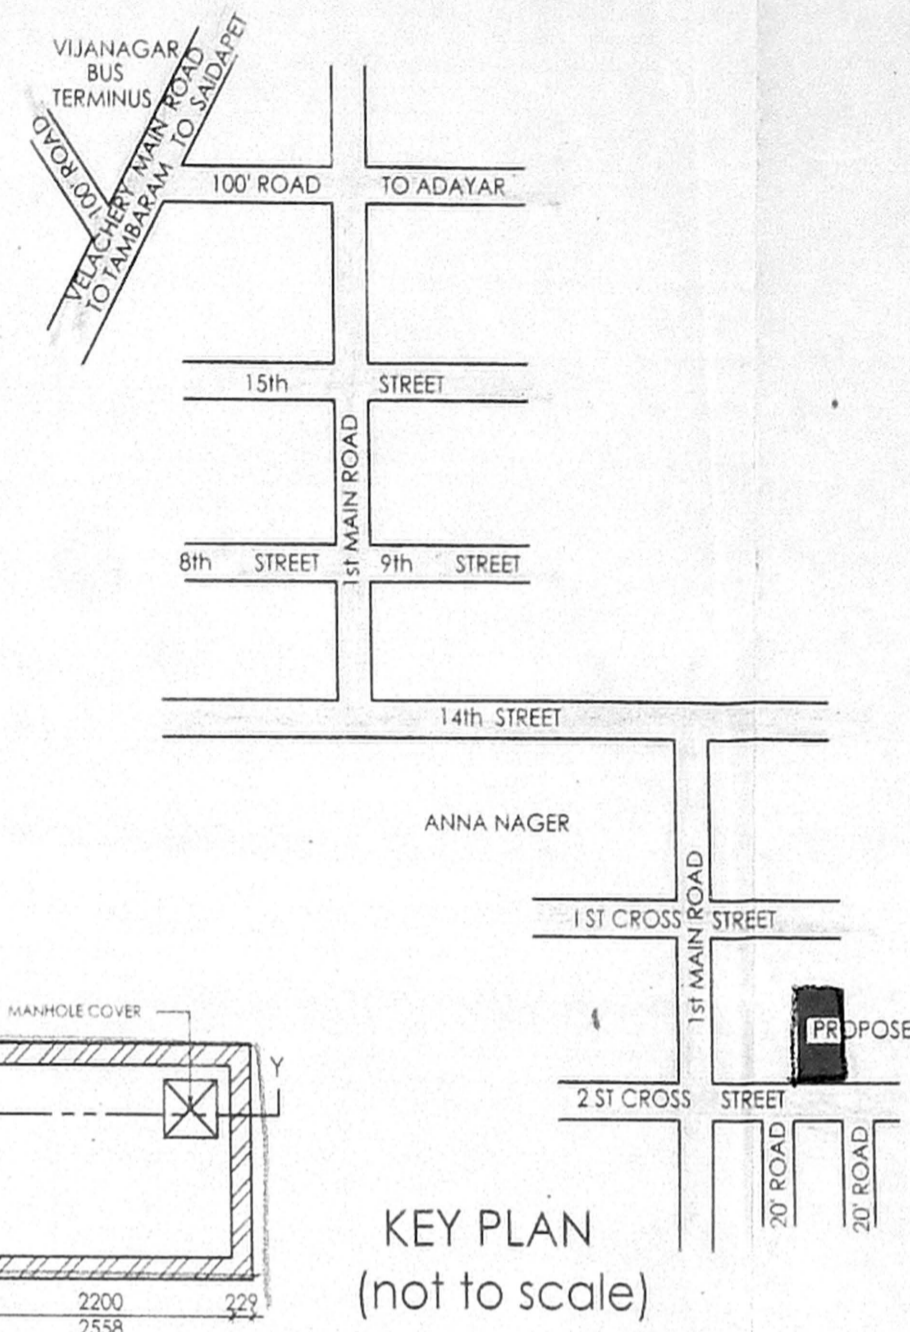 VIJANAGAR
BUS
TERMINUS
100' ROAD
100' ROAD
VELACHERY MAIN ROAD
TO TAMBARAM TO SAIDAPET
100' ROAD TO ADAYAR
15th STREET
1st MAIN ROAD
8th STREET 9th STREET
14th STREET
ANNA NAGER
1st MAIN ROAD
1 ST CROSS STREET
PROPOSE
2 ST CROSS STREET
20' ROAD
20' ROAD
MANHOLE COVER
Y
KEY PLAN
(not to scale)
2200
2558